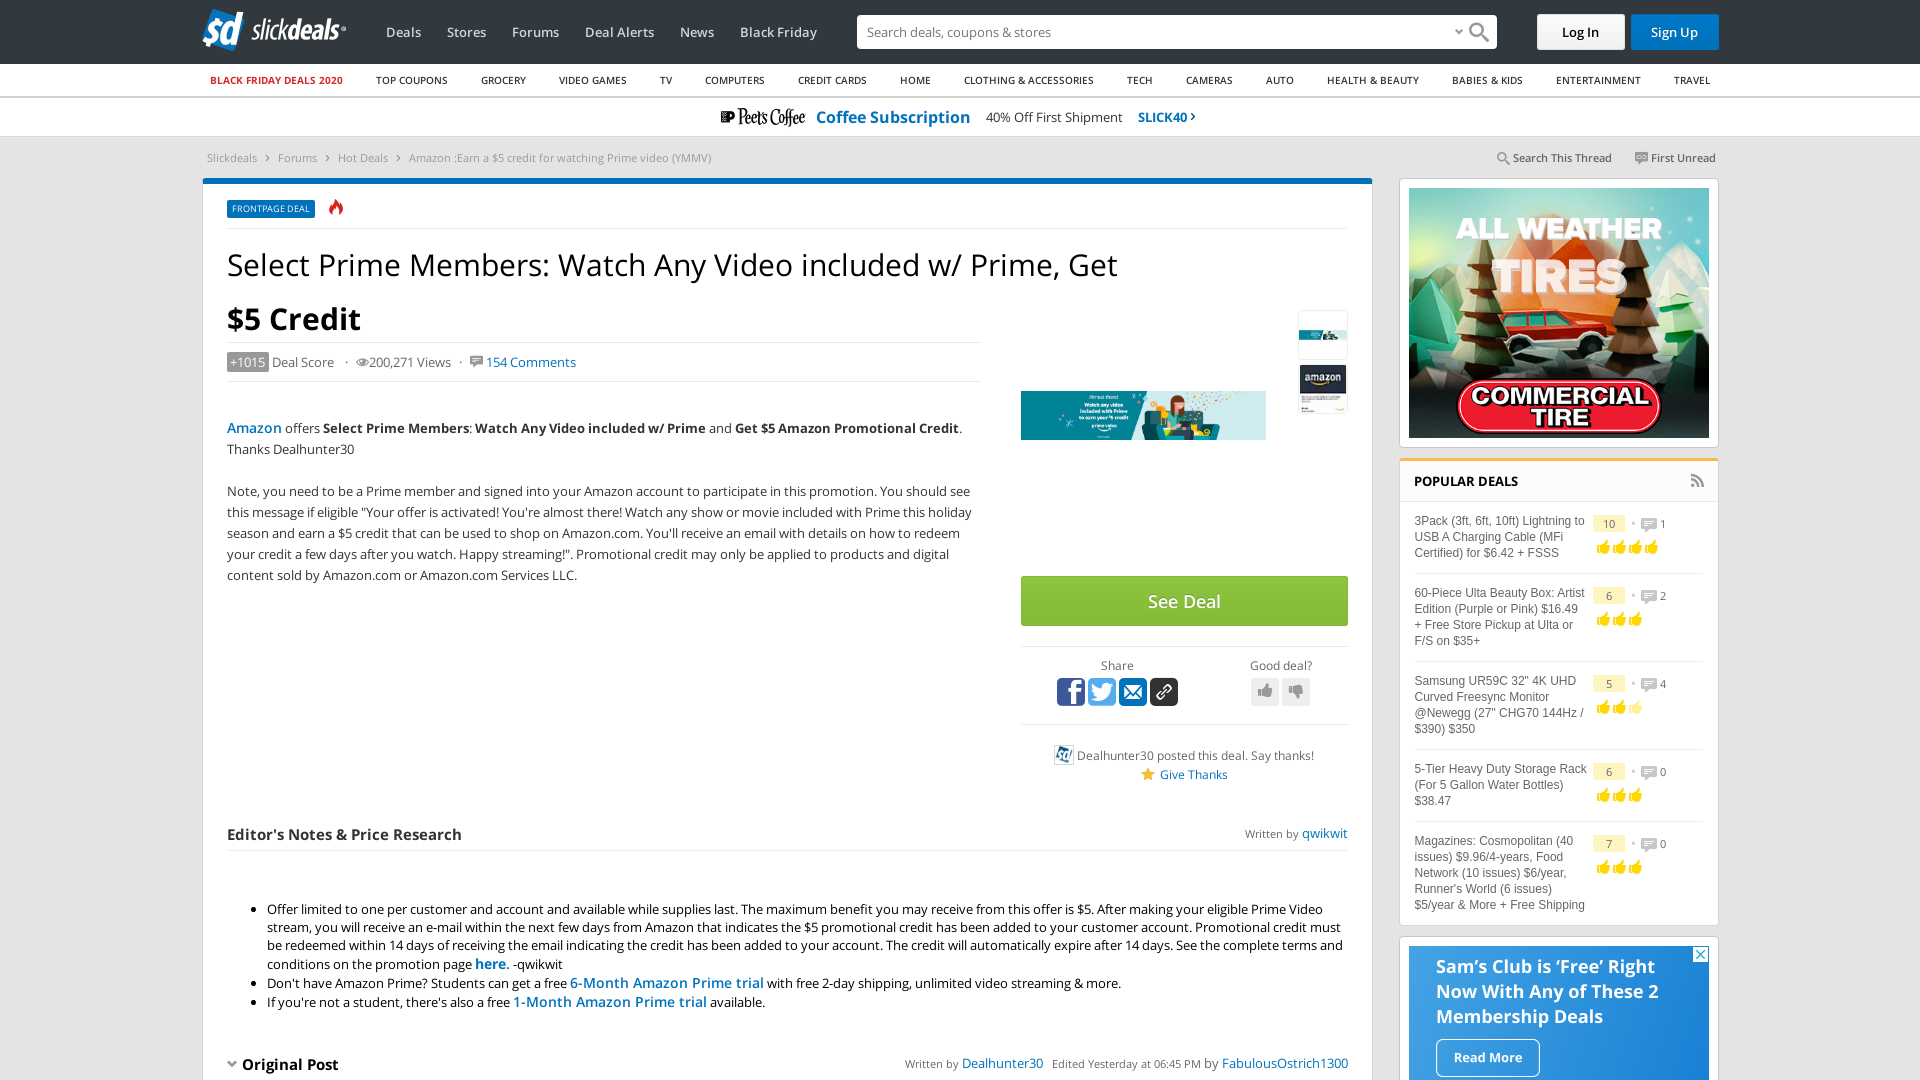 slickdeals
Deals
Stores
Forums
Deal Alerts
News
Black Friday
Search deals, coupons & stores
Log In
Sign Up
BLACK FRIDAY DEALS 2020
TOP COUPONS
GROCERY
VIDEO GAMES
TV
COMPUTERS
CREDIT CARDS
HOME
CLOTHING & ACCESSORIES
TECH
CAMERAS
AUTO
HEALTH & BEAUTY
BABIES & KIDS
ENTERTAINMENT
TRAVEL
Peet's Coffee Coffee Subscription 40% Off First Shipment SLICK40
Slickdeals > Forums > Hot Deals > Amazon :Earn a $5 credit for watching Prime video (YMMV)
Search This Thread
First Unread
FRONTPAGE DEAL
Select Prime Members: Watch Any Video included w/ Prime, Get
$5 Credit
+1015 Deal Score · 200,271 Views · 154 Comments
Amazon offers Select Prime Members: Watch Any Video included w/ Prime and Get $5 Amazon Promotional Credit.
Thanks Dealhunter30
Note, you need to be a Prime member and signed into your Amazon account to participate in this promotion. You should see
this message if eligible "Your offer is activated! You're almost there! Watch any show or movie included with Prime this holiday
season and earn a $5 credit that can be used to shop on Amazon.com. You'll receive an email with details on how to redeem
your credit a few days after you watch. Happy streaming!". Promotional credit may only be applied to products and digital
content sold by Amazon.com or Amazon.com Services LLC.
Almost there!
Watch any video
included with Prime
to earn your $5 credit
prime video
amazon
See Deal
Share
Good deal?
Dealhunter30 posted this deal. Say thanks!
Give Thanks
Editor's Notes & Price Research
Written by qwikwit
• Offer limited to one per customer and account and available while supplies last. The maximum benefit you may receive from this offer is $5. After making your eligible Prime Video
stream, you will receive an e-mail within the next few days from Amazon that indicates the $5 promotional credit has been added to your customer account. Promotional credit must
be redeemed within 14 days of receiving the email indicating the credit has been added to your account. The credit will automatically expire after 14 days. See the complete terms and
conditions on the promotion page here. -qwikwit
• Don't have Amazon Prime? Students can get a free 6-Month Amazon Prime trial with free 2-day shipping, unlimited video streaming & more.
• If you're not a student, there's also a free 1-Month Amazon Prime trial available.
Original Post
Written by Dealhunter30 Edited Yesterday at 06:45 PM by FabulousOstrich1300
ALL WEATHER
TIRES
COMMERCIAL
TIRE
POPULAR DEALS
3Pack (3ft, 6ft, 10ft) Lightning to
USB A Charging Cable (MFi
Certified) for $6.42 + FSSS
10 • 1
60-Piece Ulta Beauty Box: Artist
Edition (Purple or Pink) $16.49
+ Free Store Pickup at Ulta or
F/S on $35+
6 • 2
Samsung UR59C 32" 4K UHD
Curved Freesync Monitor
@Newegg (27" CHG70 144Hz /
$390) $350
5 • 4
5-Tier Heavy Duty Storage Rack
(For 5 Gallon Water Bottles)
$38.47
6 • 0
Magazines: Cosmopolitan (40
issues) $9.96/4-years, Food
Network (10 issues) $6/year,
Runner's World (6 issues)
$5/year & More + Free Shipping
7 • 0
Sam's Club is 'Free' Right
Now With Any of These 2
Membership Deals
Read More